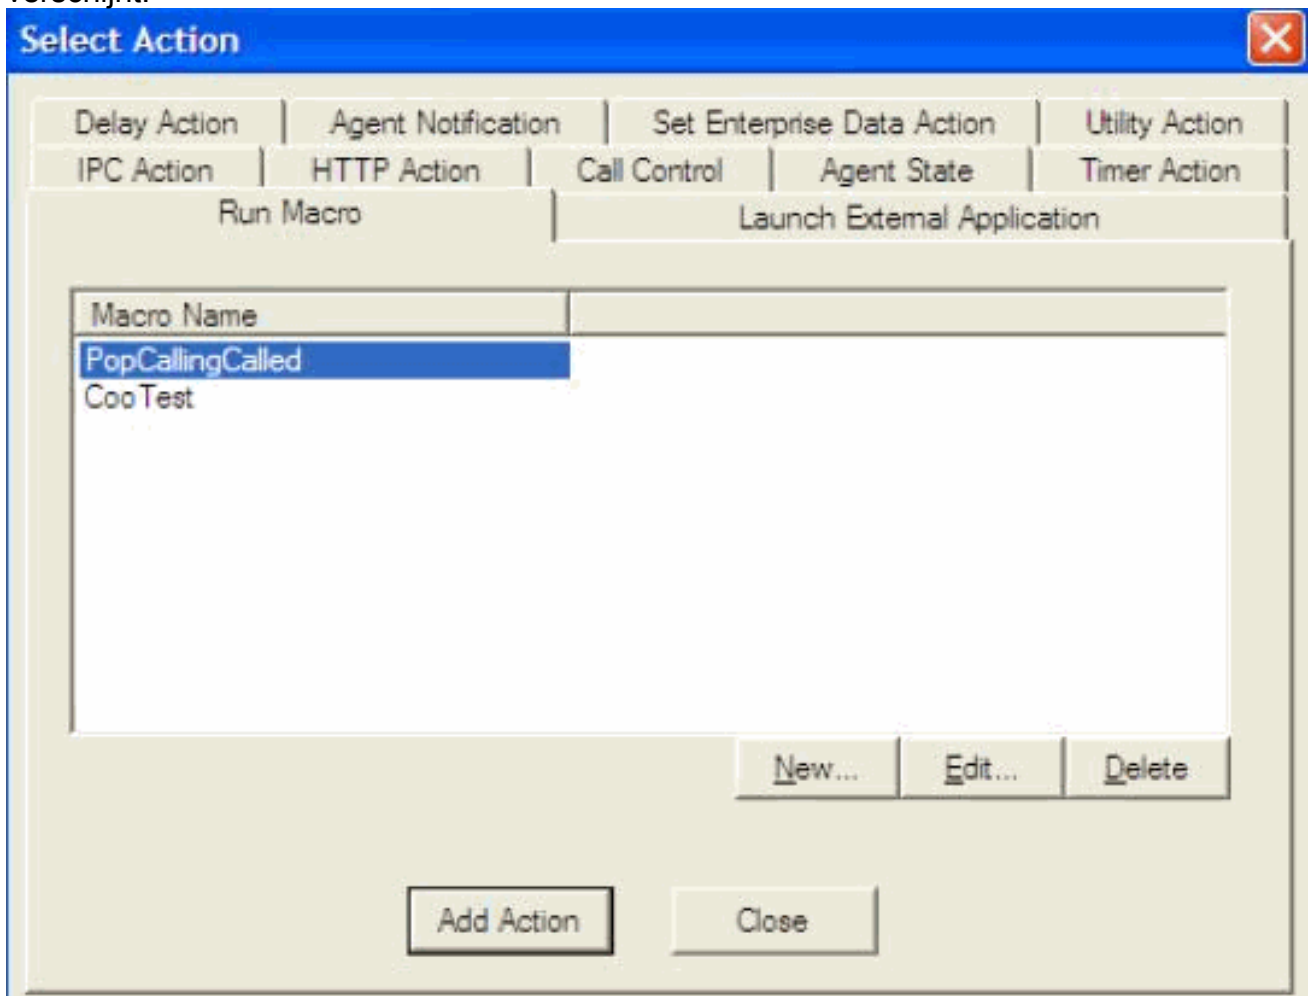 verschijnt.
Select Action
Delay Action Agent Notification Set Enterprise Data Action Utility Action
IPC Action HTTP Action Call Control Agent State Timer Action
Run Macro Launch External Application
Macro Name
PopCallingCalled
CooTest
New... Edit... Delete
Add Action Close